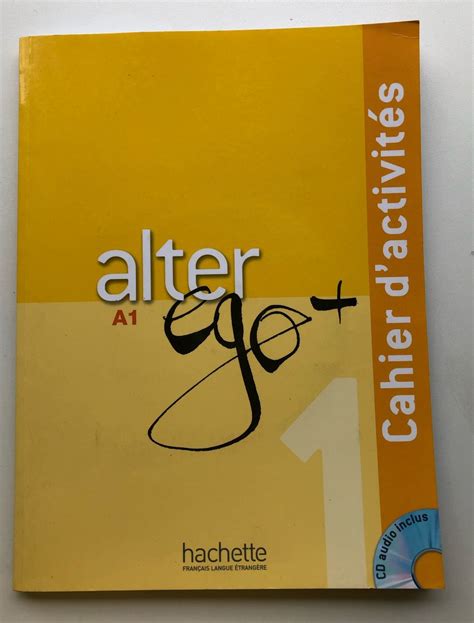 alter
A1
ego+
1
Cahier d'activités
CD audio inclus
hachette
FRANÇAIS LANGUE ÉTRANGÈRE